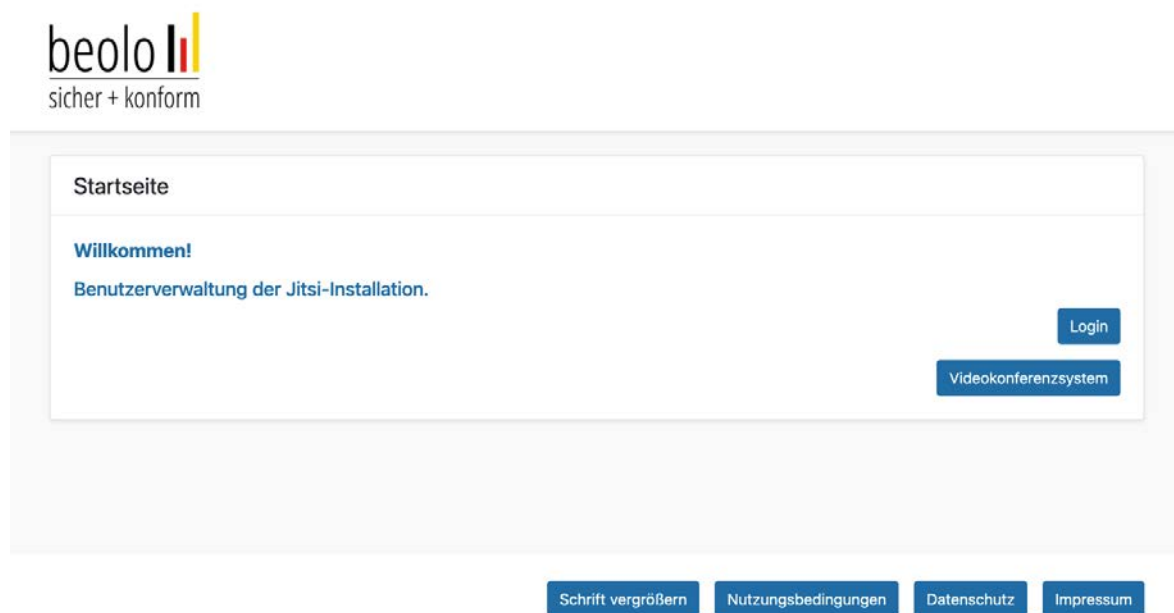 beolo
sicher + konform
Startseite
Willkommen!
Benutzerverwaltung der Jitsi-Installation.
Login
Videokonferenzsystem
Schrift vergrößern Nutzungsbedingungen Datenschutz Impressum